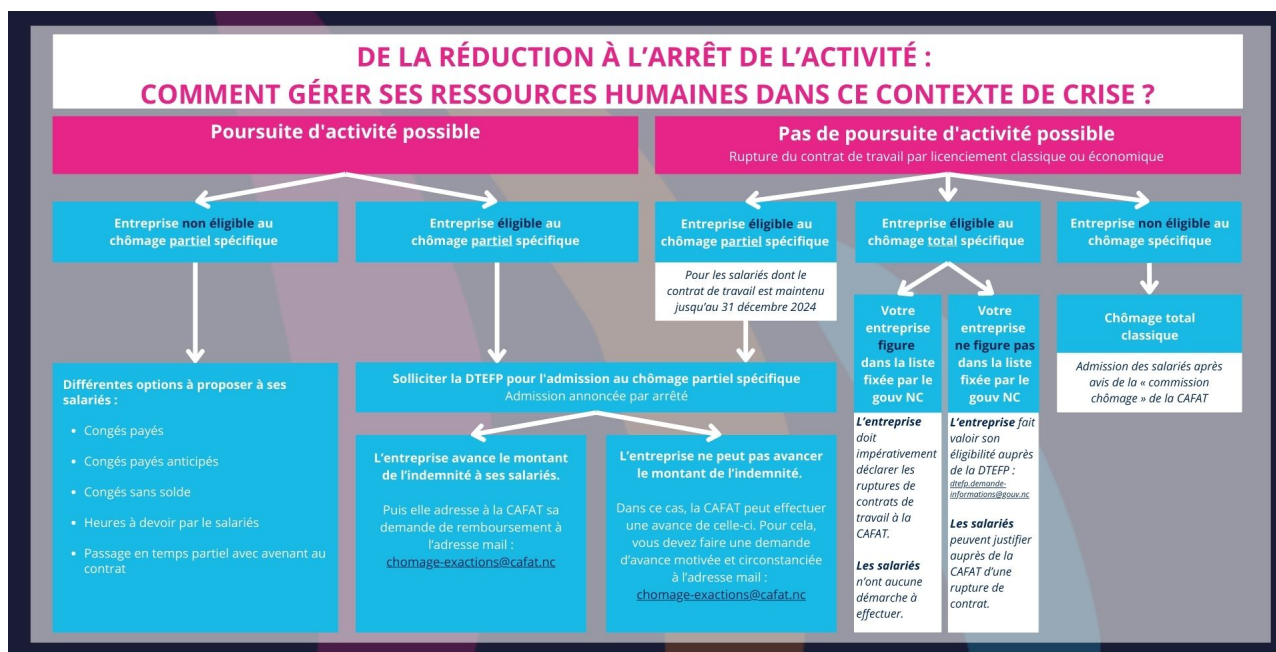 DE LA RÉDUCTION À L'ARRÊT DE L'ACTIVITÉ :
COMMENT GÉRER SES RESSOURCES HUMAINES DANS CE CONTEXTE DE CRISE ?
Poursuite d'activité possible
Pas de poursuite d'activité possible
Rupture du contrat de travail par licenciement classique ou économique
Entreprise non éligible au
chômage partiel spécifique
Entreprise éligible au
chômage partiel spécifique
Entreprise éligible au
chômage partiel spécifique
Pour les salariés dont le
contrat de travail est maintenu
jusqu'au 31 décembre 2024
Entreprise éligible au
chômage total spécifique
Entreprise non éligible au
chômage spécifique
Différentes options à proposer à ses
salariés :
• Congés payés
• Congés payés anticipés
• Congés sans solde
• Heures à devoir par le salariés
• Passage en temps partiel avec avenant au
contrat
Solliciter la DTEFP pour l'admission au chômage partiel spécifique
Admission annoncée par arrêté
L'entreprise avance le montant
de l'indemnité à ses salariés.
Puis elle adresse à la CAFAT sa
demande de remboursement à
l'adresse mail :
chomage-exactions@cafat.nc
L'entreprise ne peut pas avancer
le montant de l'indemnité.
Dans ce cas, la CAFAT peut effectuer
une avance de celle-ci. Pour cela,
vous devez faire une demande
d'avance motivée et circonstanciée
à l'adresse mail :
chomage-exactions@cafat.nc
Votre
entreprise
figure
dans la liste
fixée par le
gouv NC
L'entreprise
doit
impérativement
déclarer les
ruptures de
contrats de
travail à la
CAFAT.
Les salariés
n'ont aucune
démarche à
effectuer.
Votre
entreprise
ne figure pas
dans la liste
fixée par le
gouv NC
L'entreprise fait
valoir son
éligibilité auprès
de la DTEFP :
dtefp.demande-
informations@gouv.nc
Les salariés
peuvent justifier
auprès de la
CAFAT d'une
rupture de
contrat.
Chômage total
classique
Admission des salariés après
avis de la « commission
chômage » de la CAFAT